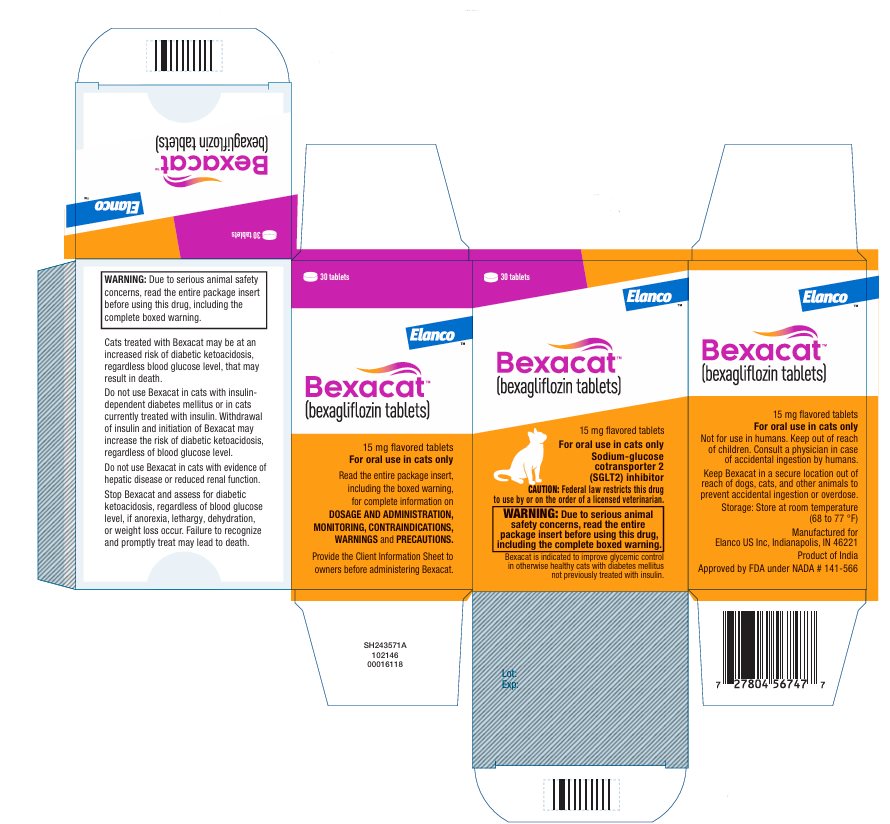 30 tablets
Elanco™
Bexacat™
(bexagliflozin tablets)
WARNING: Due to serious animal safety
concerns, read the entire package insert
before using this drug, including the
complete boxed warning.
Cats treated with Bexacat may be at an
increased risk of diabetic ketoacidosis,
regardless blood glucose level, that may
result in death.
Do not use Bexacat in cats with insulin-
dependent diabetes mellitus or in cats
currently treated with insulin. Withdrawal
of insulin and initiation of Bexacat may
increase the risk of diabetic ketoacidosis,
regardless of blood glucose level.
Do not use Bexacat in cats with evidence of
hepatic disease or reduced renal function.
Stop Bexacat and assess for diabetic
ketoacidosis, regardless of blood glucose
level, if anorexia, lethargy, dehydration,
or weight loss occur. Failure to recognize
and promptly treat may lead to death.
30 tablets
Elanco™
Bexacat™
(bexagliflozin tablets)
15 mg flavored tablets
For oral use in cats only
Read the entire package insert,
including the boxed warning,
for complete information on
DOSAGE AND ADMINISTRATION,
MONITORING, CONTRAINDICATIONS,
WARNINGS and PRECAUTIONS.
Provide the Client Information Sheet to
owners before administering Bexacat.
SH243571A
102146
00016118
30 tablets
Elanco™
Bexacat™
(bexagliflozin tablets)
15 mg flavored tablets
For oral use in cats only
Sodium-glucose
cotransporter 2
(SGLT2) inhibitor
CAUTION: Federal law restricts this drug
to use by or on the order of a licensed veterinarian.
WARNING: Due to serious animal
safety concerns, read the entire
package insert before using this drug,
including the complete boxed warning.
Bexacat is indicated to improve glycemic control
in otherwise healthy cats with diabetes mellitus
not previously treated with insulin.
Lot:
Exp:
Elanco™
Bexacat™
(bexagliflozin tablets)
15 mg flavored tablets
For oral use in cats only
Not for use in humans. Keep out of reach
of children. Consult a physician in case
of accidental ingestion by humans.
Keep Bexacat in a secure location out of
reach of dogs, cats, and other animals to
prevent accidental ingestion or overdose.
Storage: Store at room temperature
(68 to 77 °F)
Manufactured for
Elanco US Inc, Indianapolis, IN 46221
Product of India
Approved by FDA under NADA # 141-566
7 27804 56747 7